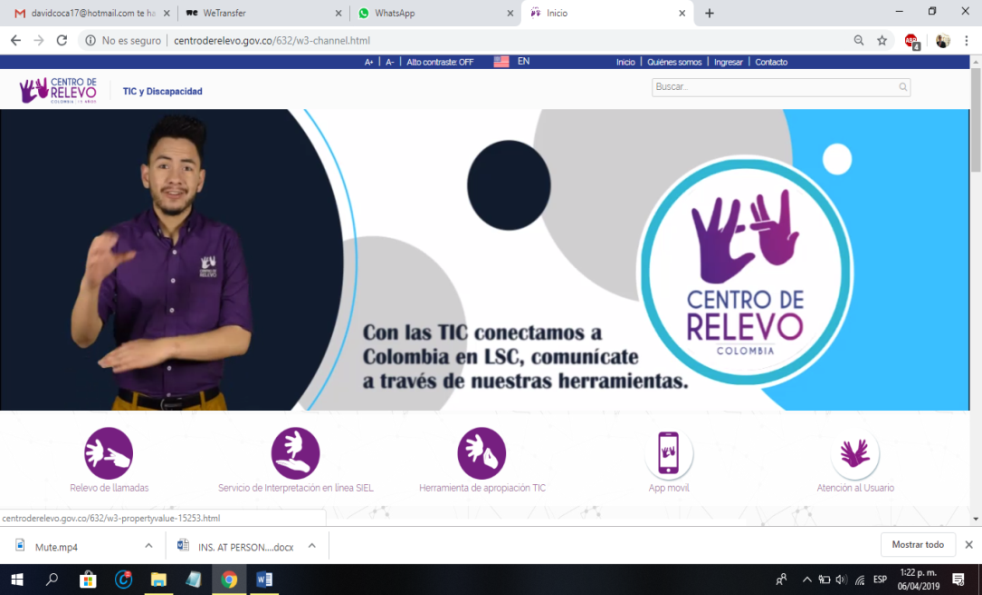 davidcoca17@hotmail.com te ha
WeTransfer
WhatsApp
Inicio
No es seguro | centroderelevo.gov.co/632/w3-channel.html
A+ | A- | Alto contraste: OFF EN Inicio | Quiénes somos | Ingresar | Contacto
CENTRO DE
RELEVO
TIC y Discapacidad
Buscar..
CENTRO DE
RELEVO
Con las TIC conectamos a
Colombia en LSC, comunícate
a través de nuestras herramientas.
CENTRO DE
RELEVO
COLOMBIA
Relevo de llamadas
Servicio de Interpretación en línea SIEL
Herramienta de apropiación TIC
App movil
Atención al Usuario
centroderelevo.gov.co/632/w3-propertyvalue-15253.html
Mute.mp4
INS. AT PERSON....docx
Mostrar todo
ESP
1:22 p. m.
06/04/2019